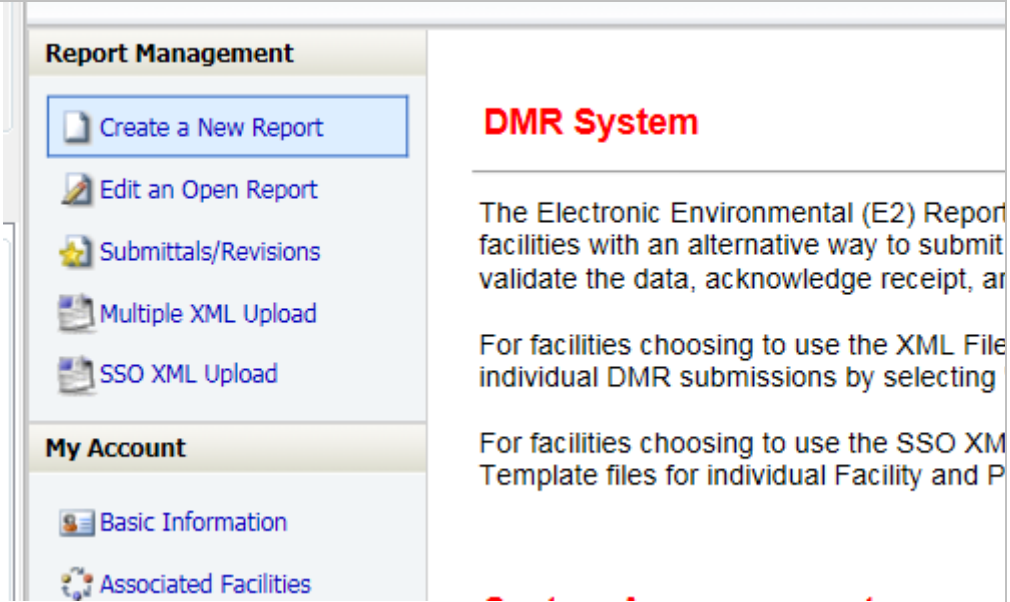 Report Management
Create a New Report
Edit an Open Report
Submittals/Revisions
Multiple XML Upload
SSO XML Upload
My Account
Basic Information
Associated Facilities
DMR System
The Electronic Environmental (E2) Report
facilities with an alternative way to submit
validate the data, acknowledge receipt,
For facilities choosing to use the XML File
individual DMR submissions by selecting
For facilities choosing to use the SSO XM
Template files for individual Facility and P